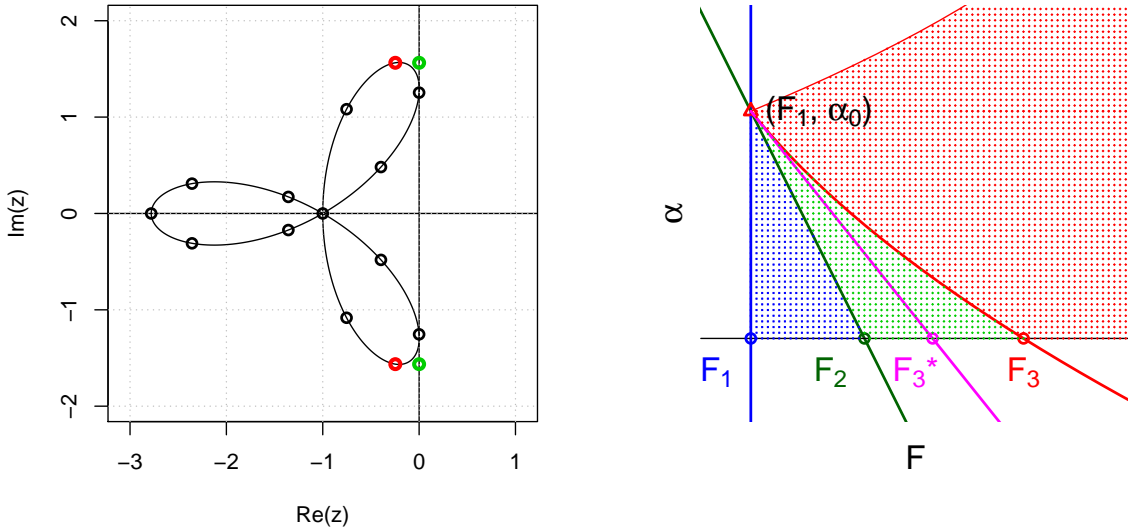 2
1
0
−1
−2
Im(z)
−3 −2 −1 0 1
Re(z)
(F₁, α₀)
α
F₁ F₂ F₃* F₃
F